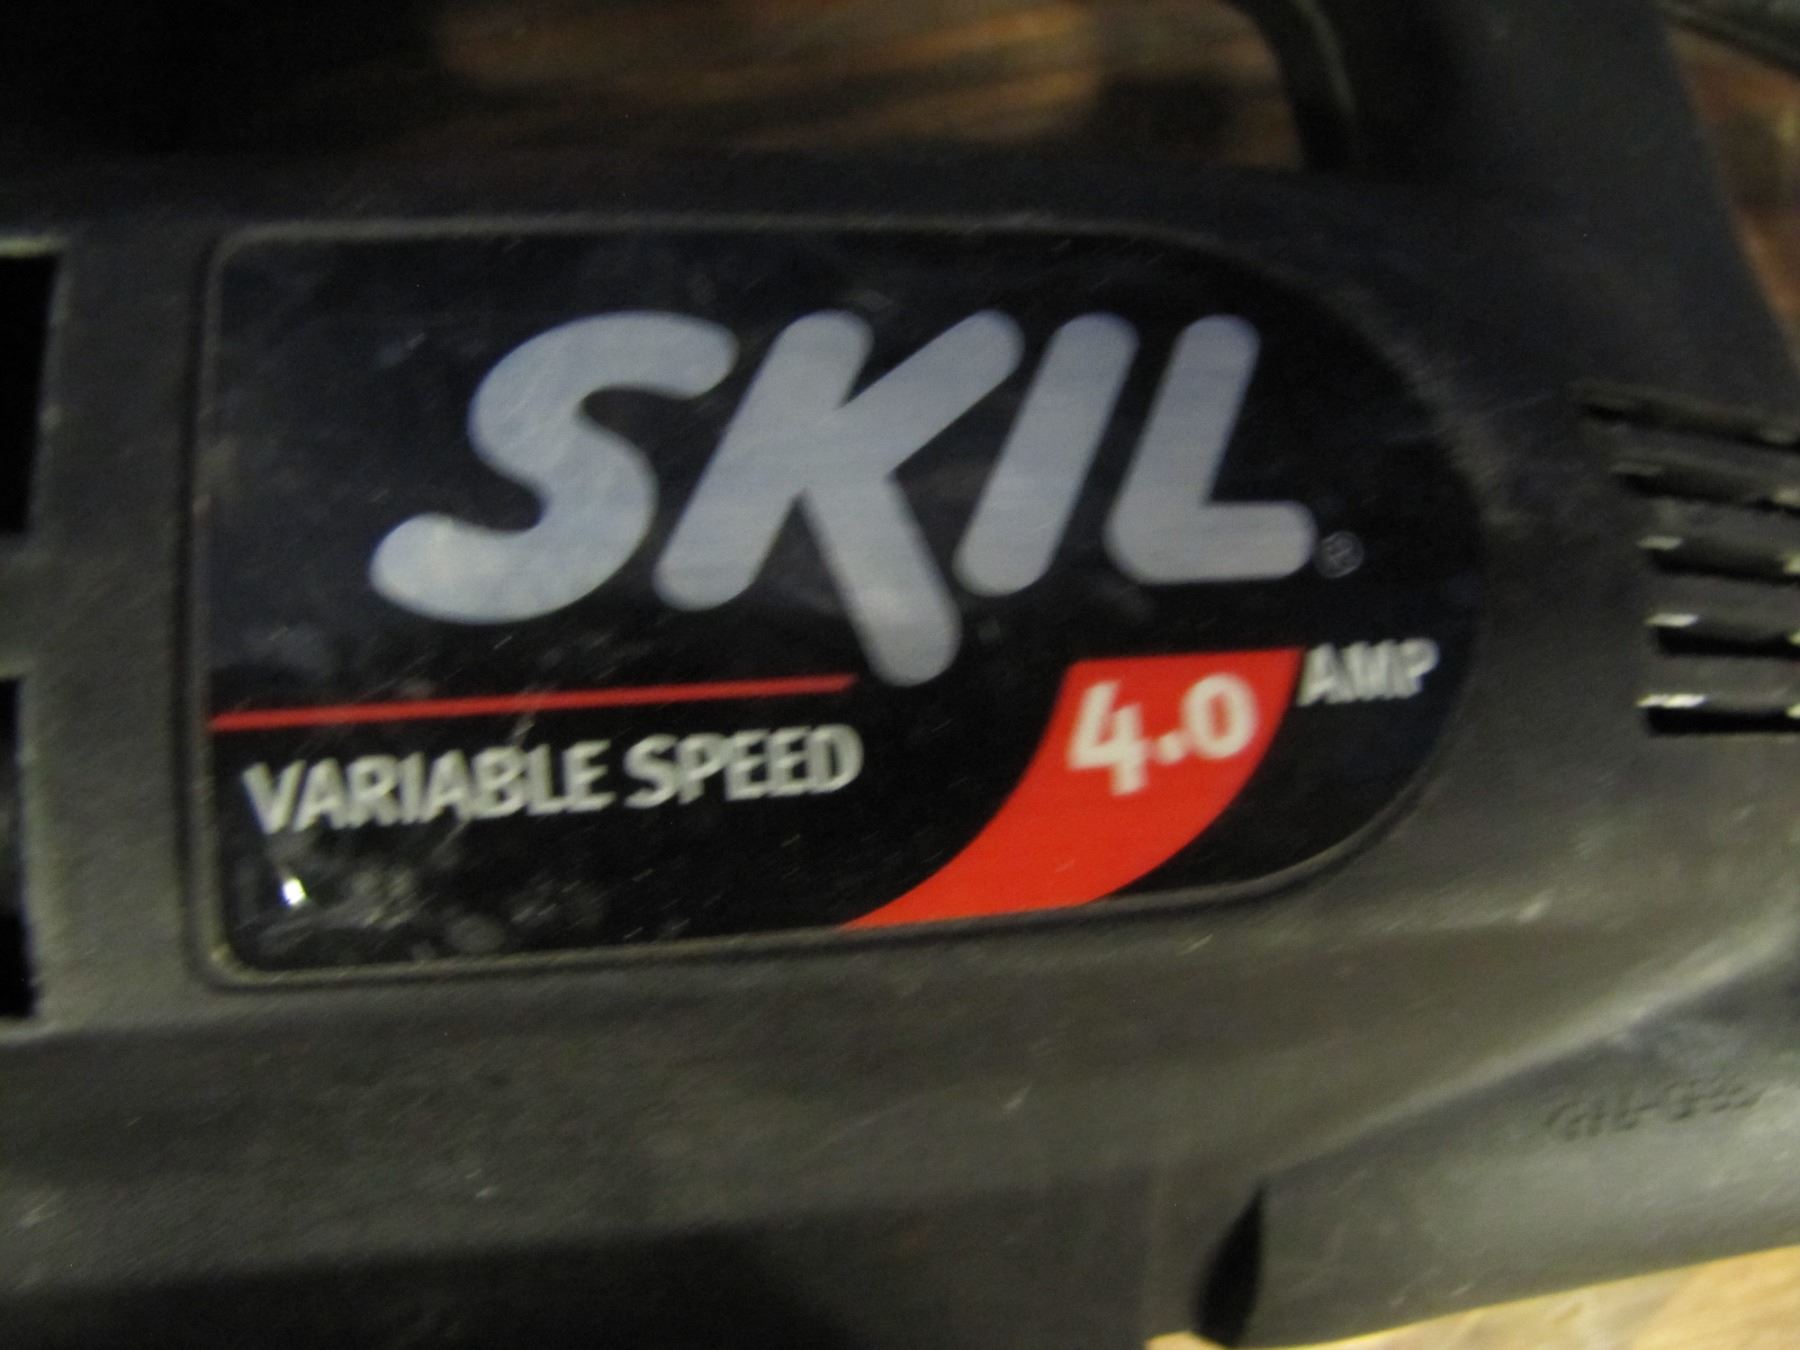 SKIL®
4.0 AMP
VARIABLE SPEED